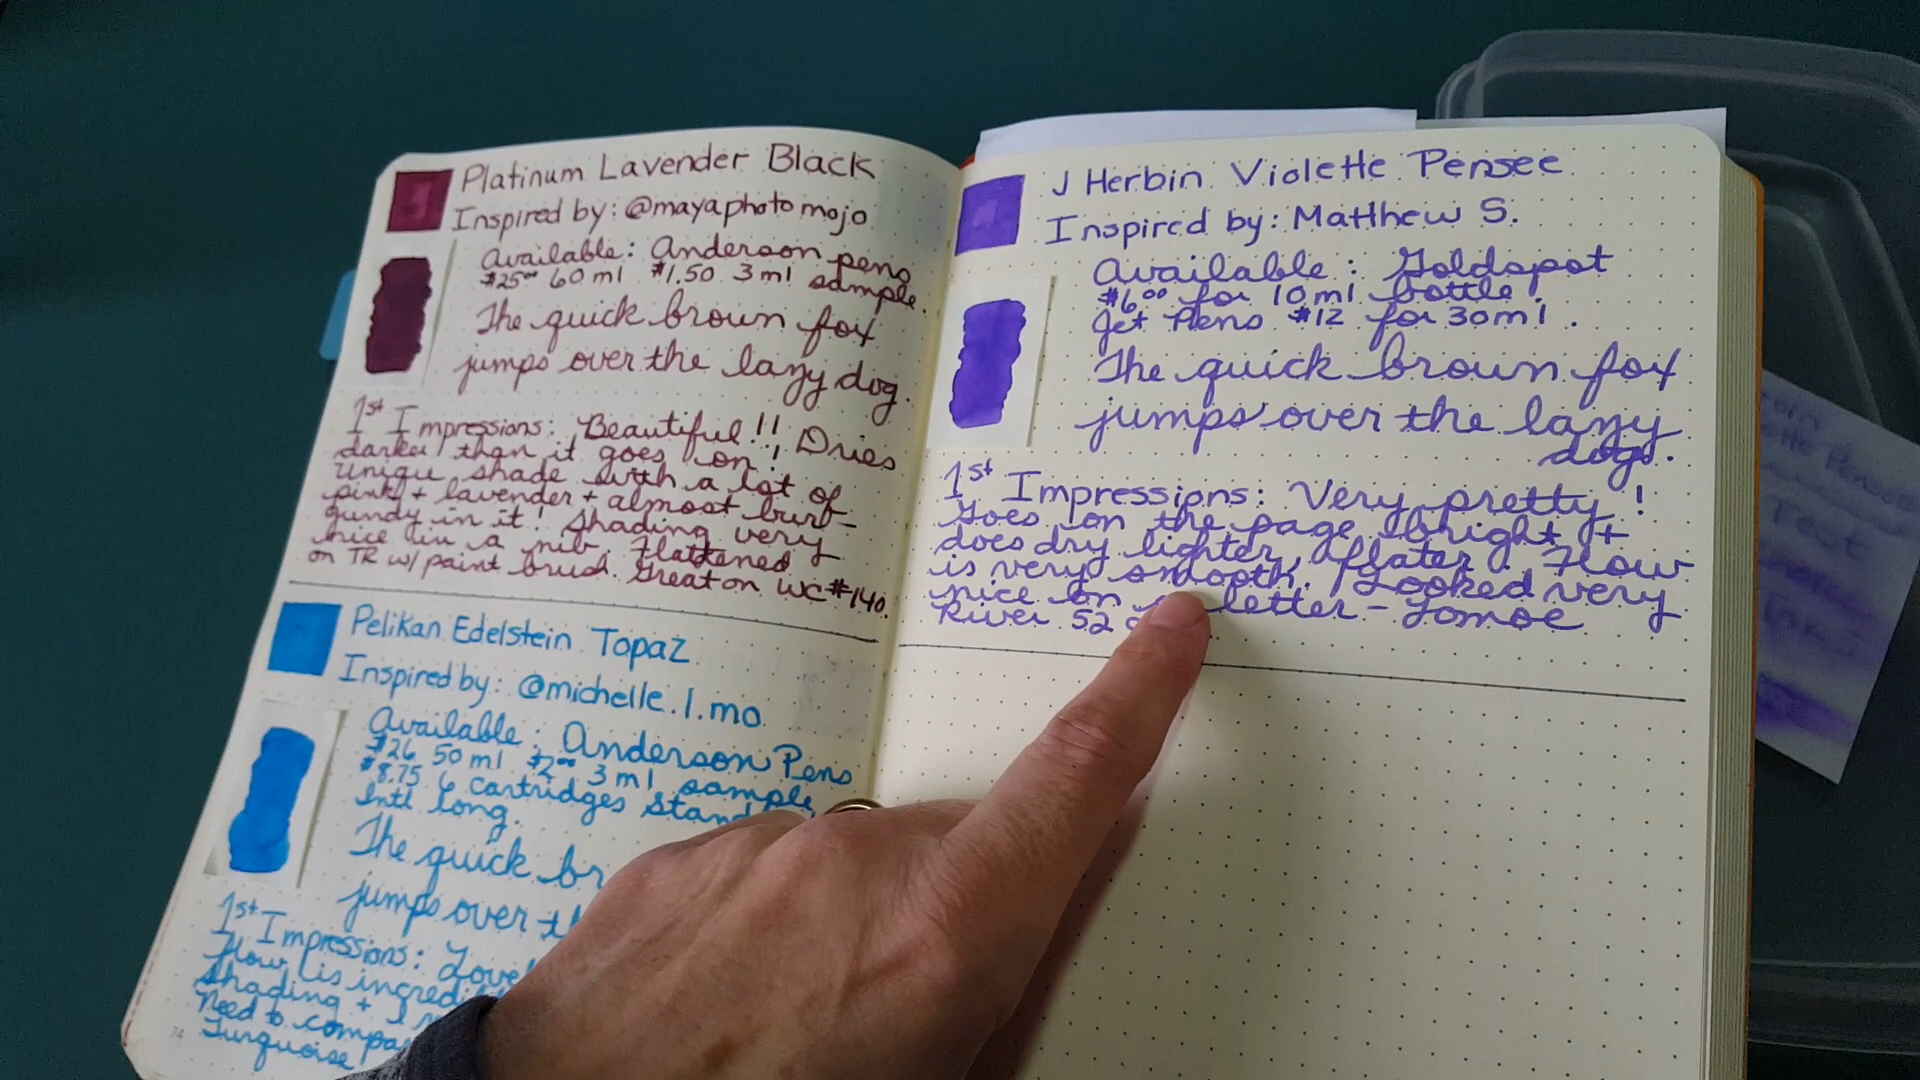 Platinum Lavender Black
Inspired by: @mayaphotomojo
Available: Anderson pens
$25.00 60 ml $1.50 3 ml sample.
The quick brown fox
jumps over the lazy dog.
1st Impressions: Beautiful!! Dries
darker than it goes on!
unique shade with a lot of
pink + lavender + almost burb-
gundy in it! Shading very
nice in a nib. Flattened
on TR w/ paint brush. Great on WC #140.
Pelikan Edelstein Topaz
Inspired by: @michelle.l.mo
Available: Anderson Pens
$26 50 ml $2.00 3 ml sample
$8.75 6 cartridges Stand
Intl long.
The quick br
jumps over th
1st Impressions: Lovel
Flow is incredi
Shading +
Need to compa
Turquoise
74
J Herbin Violette Pensee
Inspired by: Matthew S.
Available: Goldspot
$6.00 for 10 ml bottle!
Jet Pens $12 for 30 ml.
The quick brown fox
jumps over the lazy
dog.
1st Impressions: Very pretty!
Goes on the page bright +
does dry lighter, flatter. Flow
is very smooth. Looked very
nice on a letter - Tomoe
River 52
Test